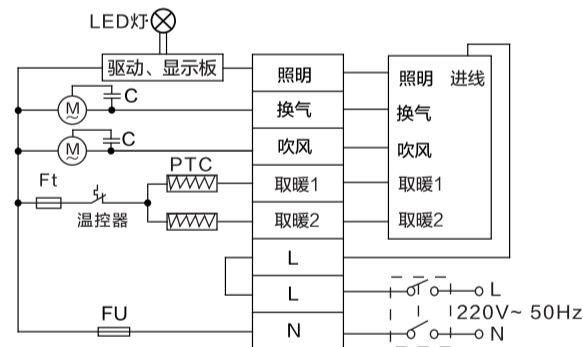 LED灯
驱动、显示板
照明
照明 进线
C
M
~
换气
换气
C
M
~
吹风
吹风
PTC
Ft
取暖1
取暖1
温控器
取暖2
取暖2
L
L
L
220V~ 50Hz
FU
N
N